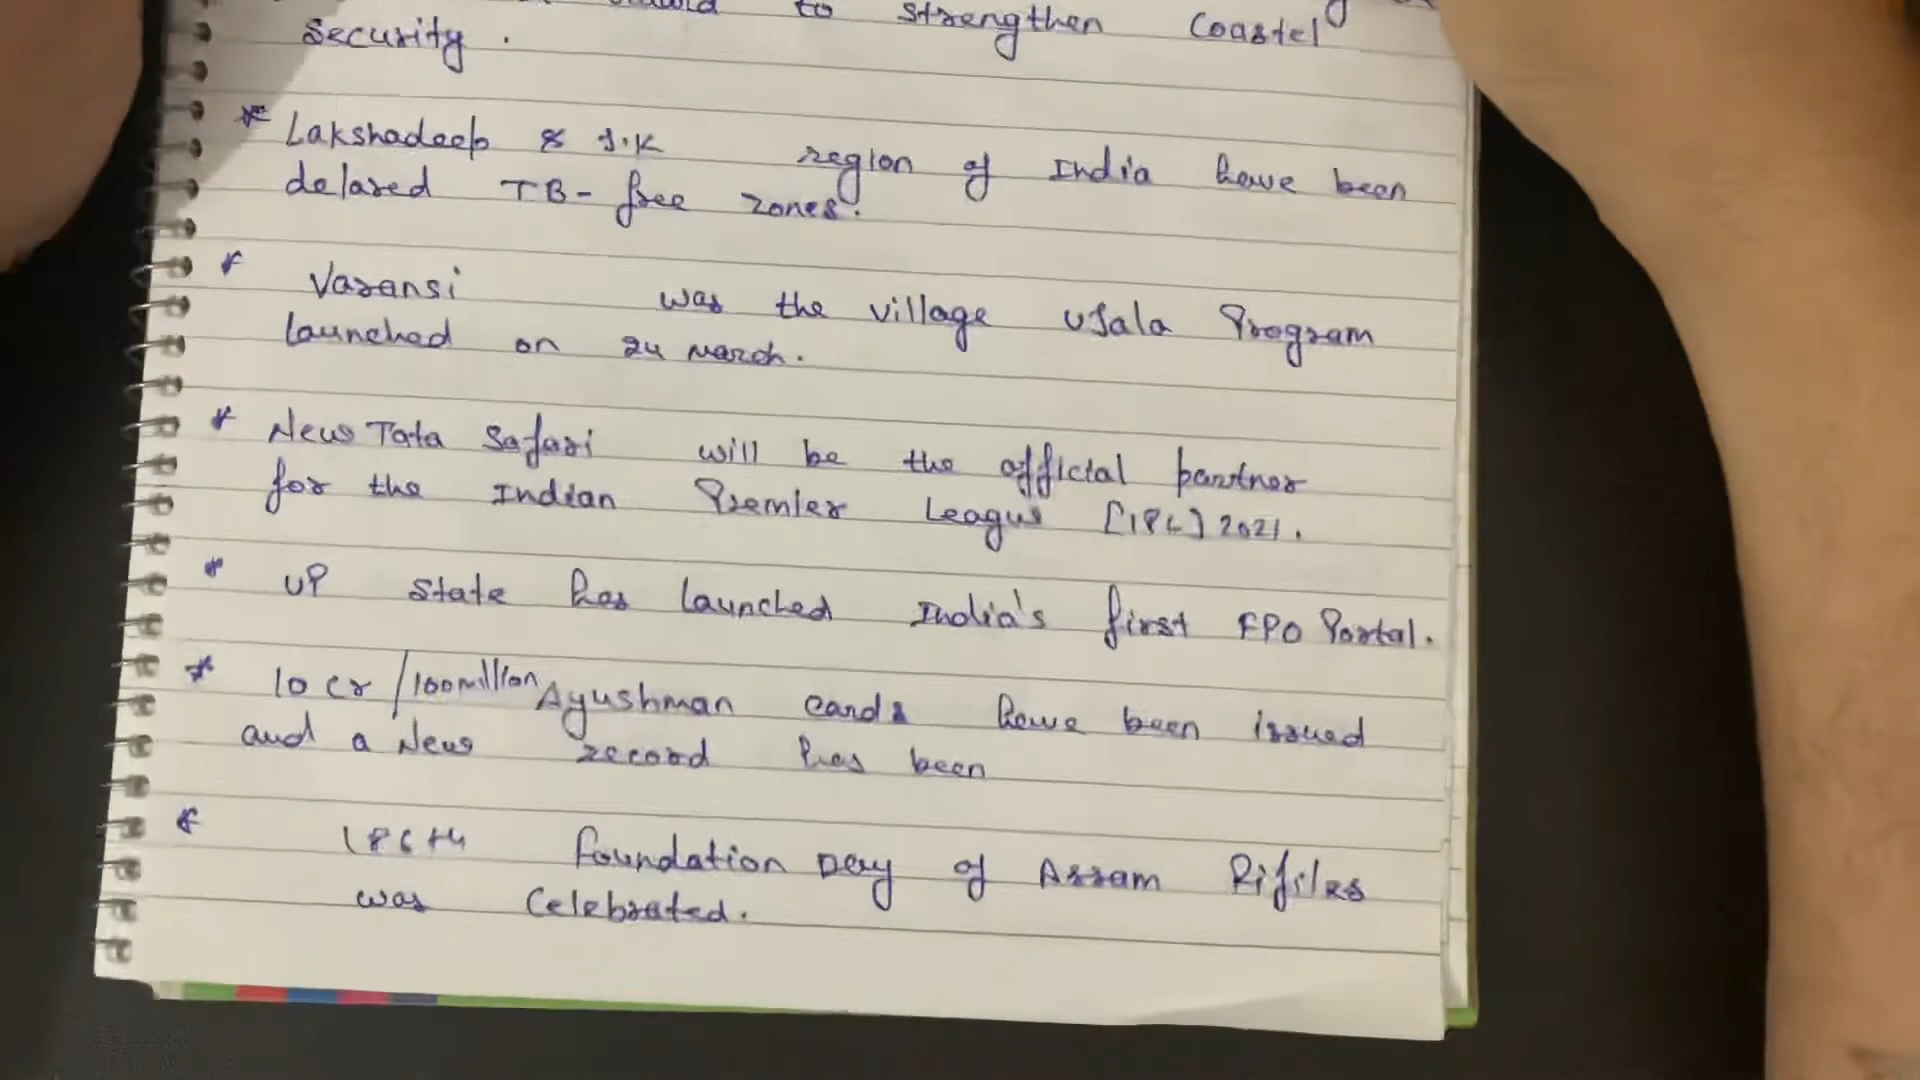 to strengthen Coastel
Security.
* Lakshadeep & J.K region of India have been
delared TB- free zones.
* Varansi was the village UJala Program
Launched on 24 March.
* New Tata Safari will be the official partner
for the Indian Premier League [IPL] 2021.
* UP State has launched India's first FPO Portal.
* 10 cr /100 million Ayushman cards have been issued
and a New record has been
* 186th Foundation Day of Assam Rifiles
was Celebrated.